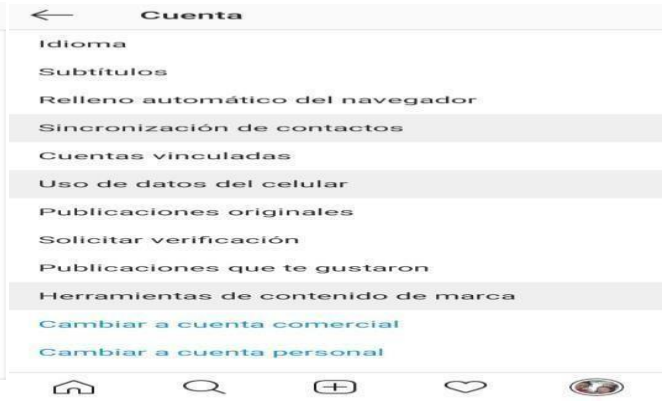 Cuenta
Idioma
Subtítulos
Relleno automático del navegador
Sincronización de contactos
Cuentas vinculadas
Uso de datos del celular
Publicaciones originales
Solicitar verificación
Publicaciones que te gustaron
Herramientas de contenido de marca
Cambiar a cuenta comercial
Cambiar a cuenta personal